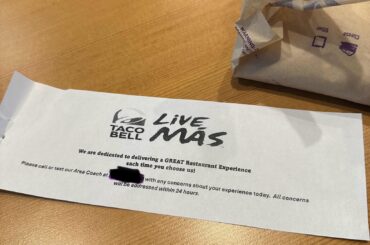 TACO
BELL
LIVE
MÁS
We are dedicated to delivering a GREAT Restaurant Experience
each time you choose us!
Please call or text our Area Coach at with any concerns about your experience today. All concerns
will be addressed within 24 hours.